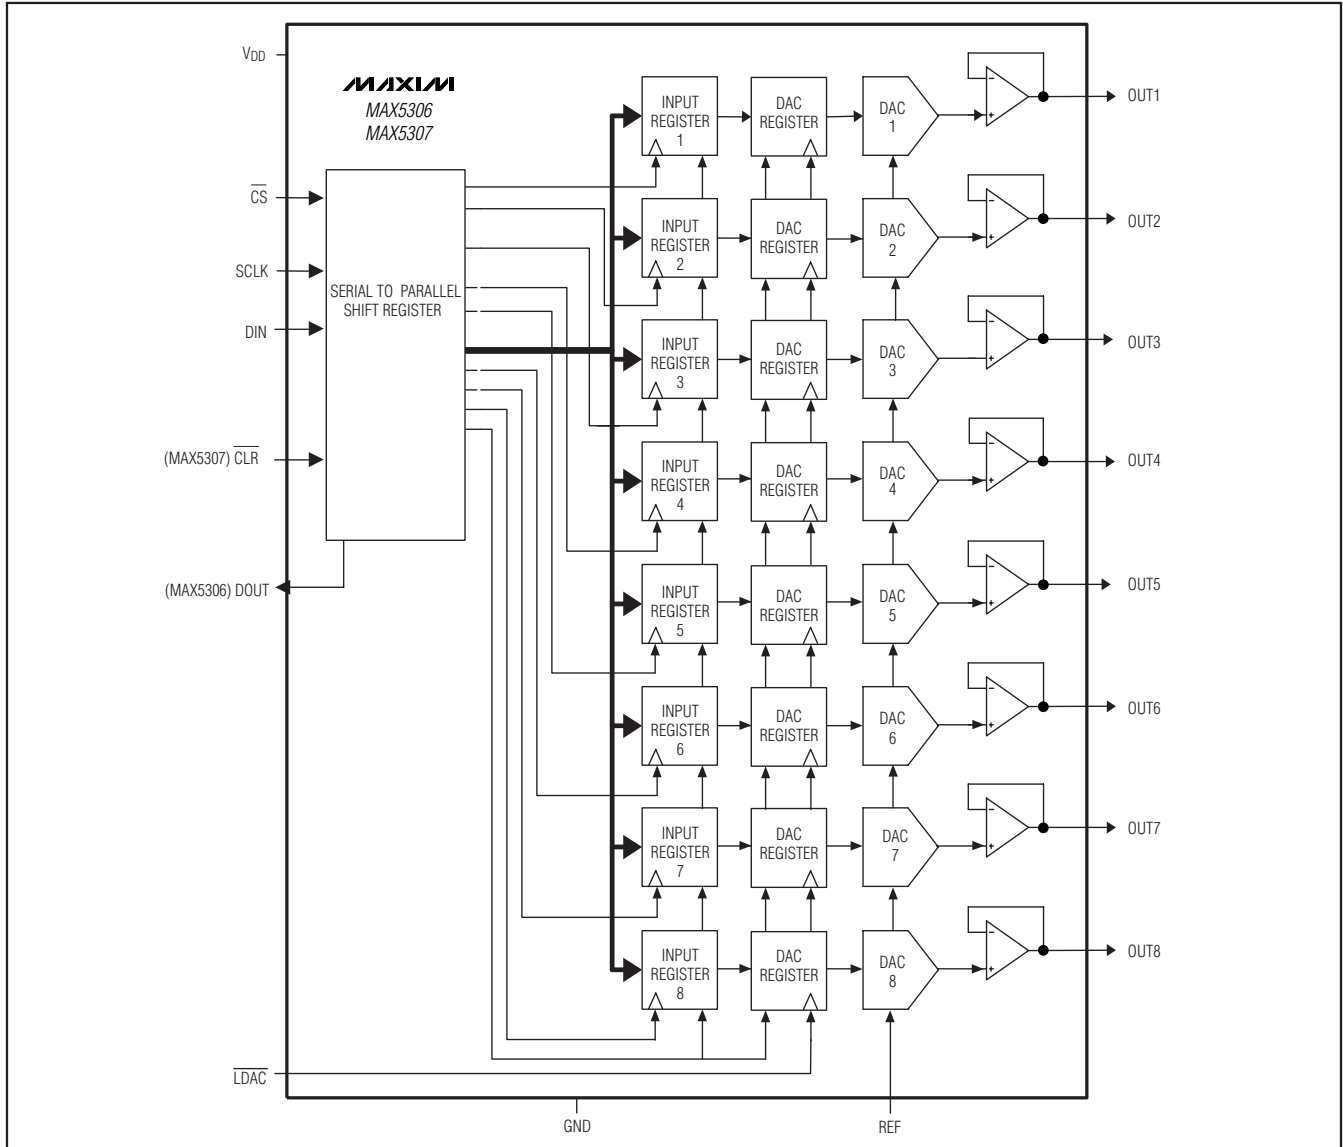 VDD
MAXIM
MAX5306
MAX5307
CS
SCLK
DIN
(MAX5307) CLR
(MAX5306) DOUT
LDAC
SERIAL TO PARALLEL
SHIFT REGISTER
INPUT
REGISTER
1
DAC
REGISTER
DAC
1
-
+
OUT1
INPUT
REGISTER
2
DAC
REGISTER
DAC
2
-
+
OUT2
INPUT
REGISTER
3
DAC
REGISTER
DAC
3
-
+
OUT3
INPUT
REGISTER
4
DAC
REGISTER
DAC
4
-
+
OUT4
INPUT
REGISTER
5
DAC
REGISTER
DAC
5
-
+
OUT5
INPUT
REGISTER
6
DAC
REGISTER
DAC
6
-
+
OUT6
INPUT
REGISTER
7
DAC
REGISTER
DAC
7
-
+
OUT7
INPUT
REGISTER
8
DAC
REGISTER
DAC
8
-
+
OUT8
GND
REF